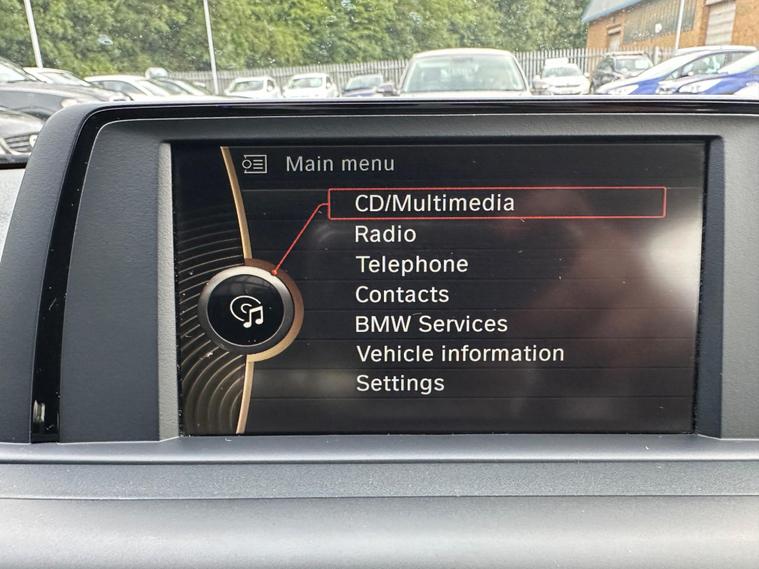 Main menu
CD/Multimedia
Radio
Telephone
Contacts
BMW Services
Vehicle information
Settings